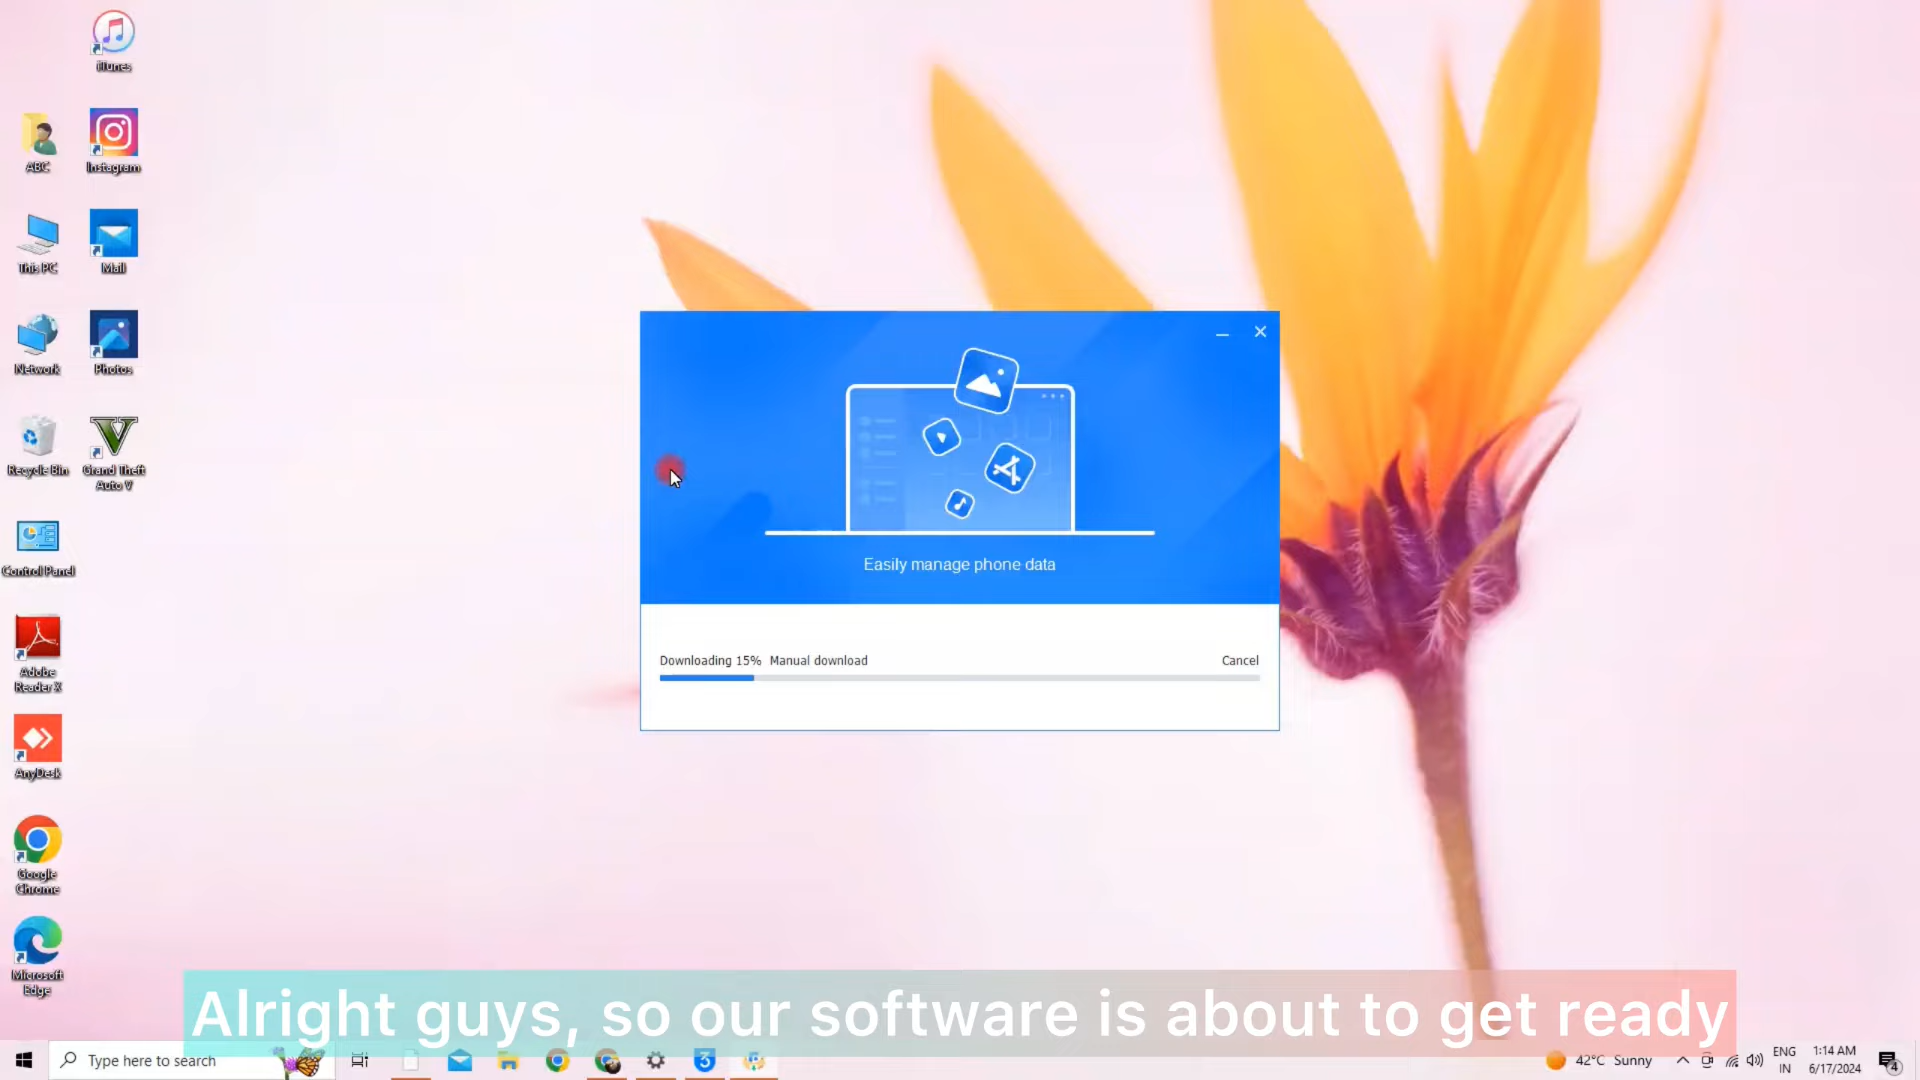 iTunes
ABC
Instagram
This PC
Mail
Network
Photos
Recycle Bin
Grand Theft
Auto V
Control Panel
Adobe
Reader X
AnyDesk
Google
Chrome
Microsoft
Edge
Easily manage phone data
Downloading 15% Manual download Cancel
Alright guys, so our software is about to get ready
Type here to search
3
42°C Sunny
ENG
IN
1:14 AM
6/17/2024
4